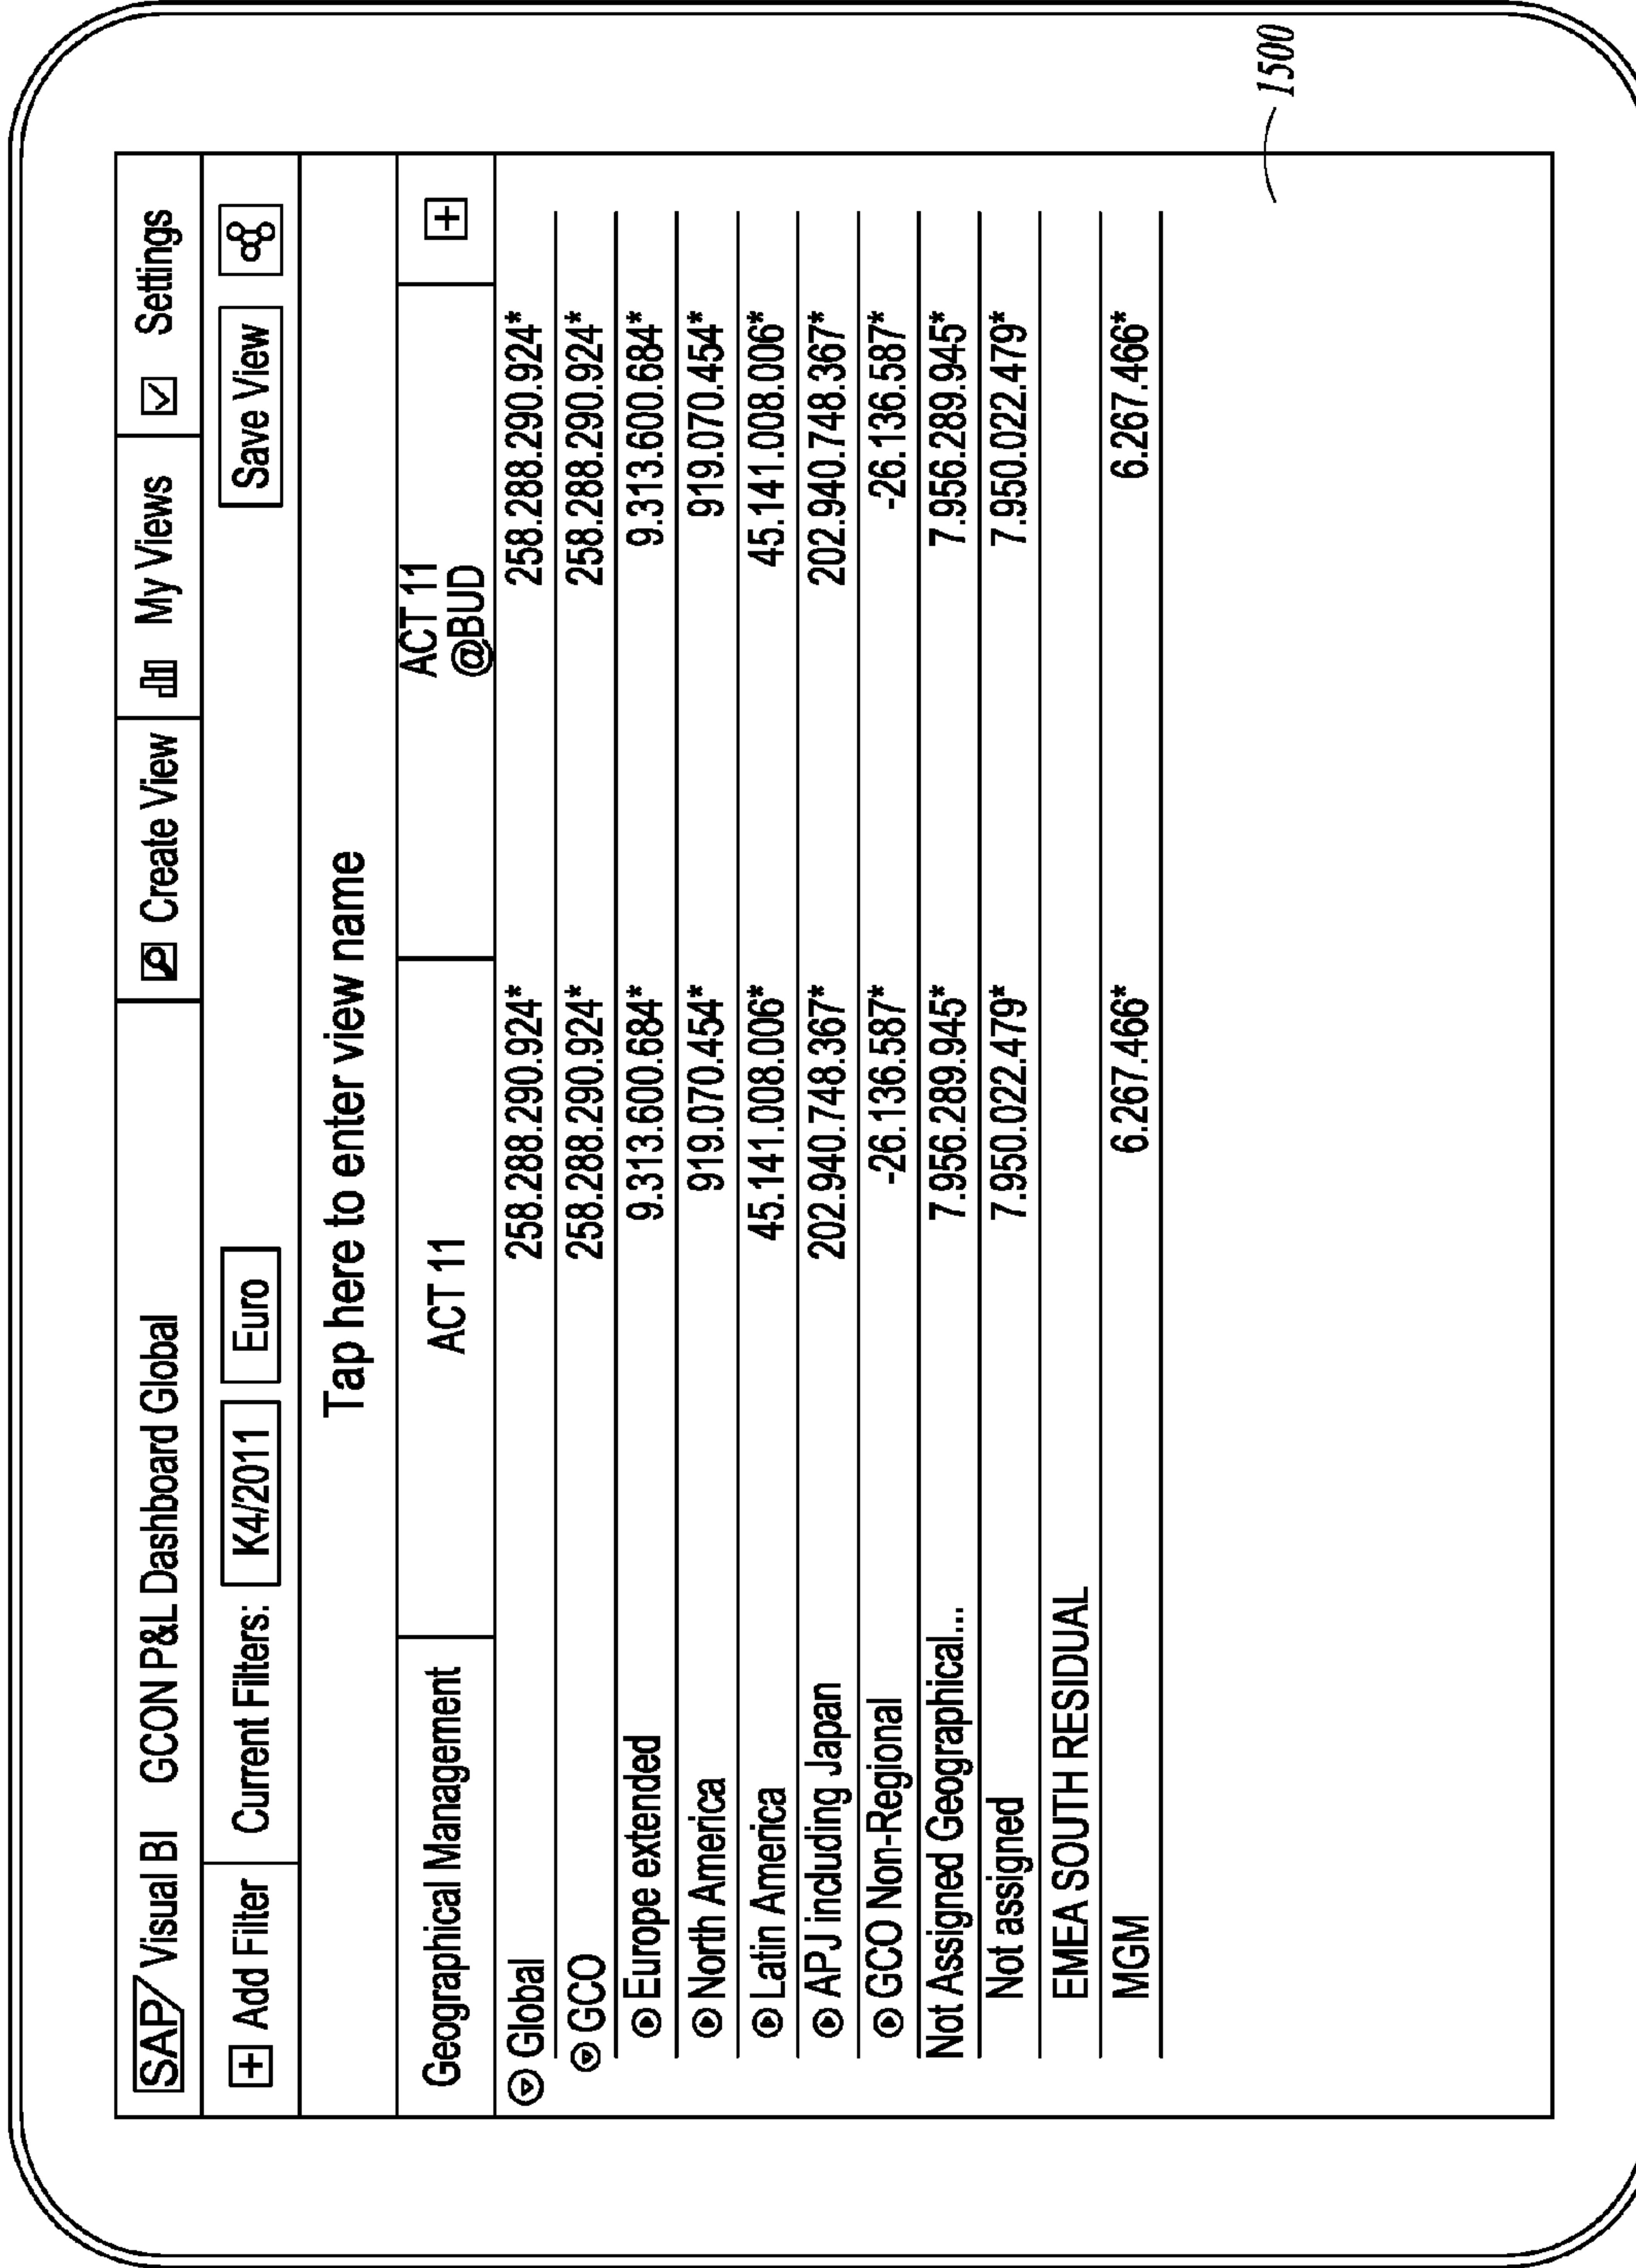 SAP Visual BI GCON P&L Dashboard Global Create View My Views Settings
Add Filter Current Filters: K4/2011 Euro Save View
Tap here to enter view name
Geographical Management ACT 11 ACT 11
@BUD
Global 258.288.290.924* 258.288.290.924*
GCO 258.288.290.924* 258.288.290.924*
Europe extended 9.313.600.684* 9.313.600.684*
North America 919.070.454* 919.070.454*
Latin America 45.141.008.006* 45.141.008.006*
APJ including Japan 202.940.748.367* 202.940.748.367*
GCO Non-Regional -26.136.587* -26.136.587*
Not Assigned Geographical... 7.956.289.945* 7.956.289.945*
Not assigned 7.950.022.479* 7.950.022.479*
EMEA SOUTH RESIDUAL
MGM 6.267.466* 6.267.466*
1500